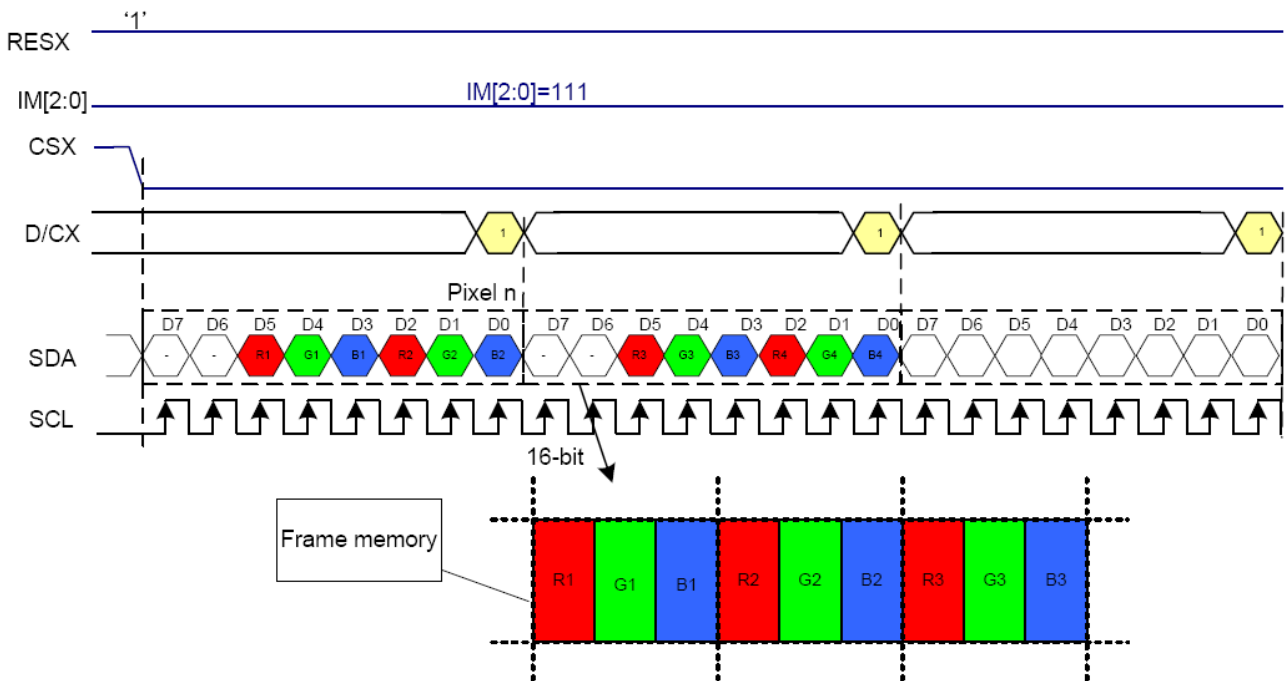 '1'
RESX
IM[2:0]
IM[2:0]=111
CSX
D/CX
1
1
1
Pixel n
D7 D6 D5 D4 D3 D2 D1 D0 D7 D6 D5 D4 D3 D2 D1 D0 D7 D6 D5 D4 D3 D2 D1 D0
SDA
- - R1 G1 B1 R2 G2 B2 - - R3 G3 B3 R4 G4 B4
SCL
16-bit
Frame memory
R1 G1 B1 R2 G2 B2 R3 G3 B3